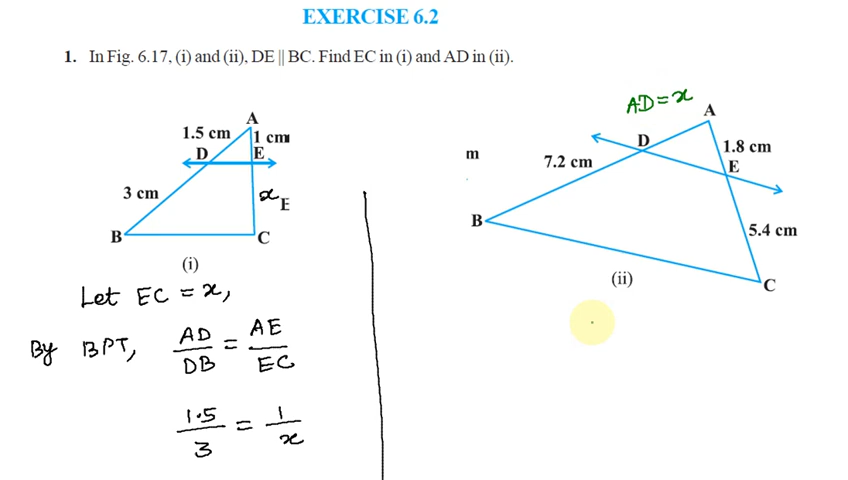 EXERCISE 6.2
1. In Fig. 6.17, (i) and (ii), DE || BC. Find EC in (i) and AD in (ii).
A
1.5 cm
1 cm
D
E
3 cm
x
E
B
C
(i)
Let EC = x,
By BPT, AD/DB = AE/EC
1.5/3 = 1/x
AD = x
A
D
m
7.2 cm
1.8 cm
E
B
5.4 cm
(ii)
C